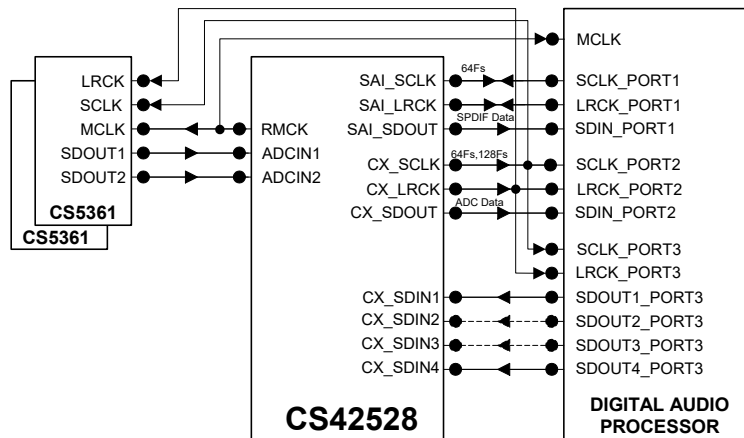 MCLK
LRCK
SCLK
MCLK
SDOUT1
SDOUT2
CS5361
CS5361
RMCK
ADCIN1
ADCIN2
SAI_SCLK
SAI_LRCK
SAI_SDOUT
CX_SCLK
CX_LRCK
CX_SDOUT
CX_SDIN1
CX_SDIN2
CX_SDIN3
CX_SDIN4
CS42528
64Fs
SPDIF Data
64Fs,128Fs
ADC Data
SCLK_PORT1
LRCK_PORT1
SDIN_PORT1
SCLK_PORT2
LRCK_PORT2
SDIN_PORT2
SCLK_PORT3
LRCK_PORT3
SDOUT1_PORT3
SDOUT2_PORT3
SDOUT3_PORT3
SDOUT4_PORT3
DIGITAL AUDIO
PROCESSOR